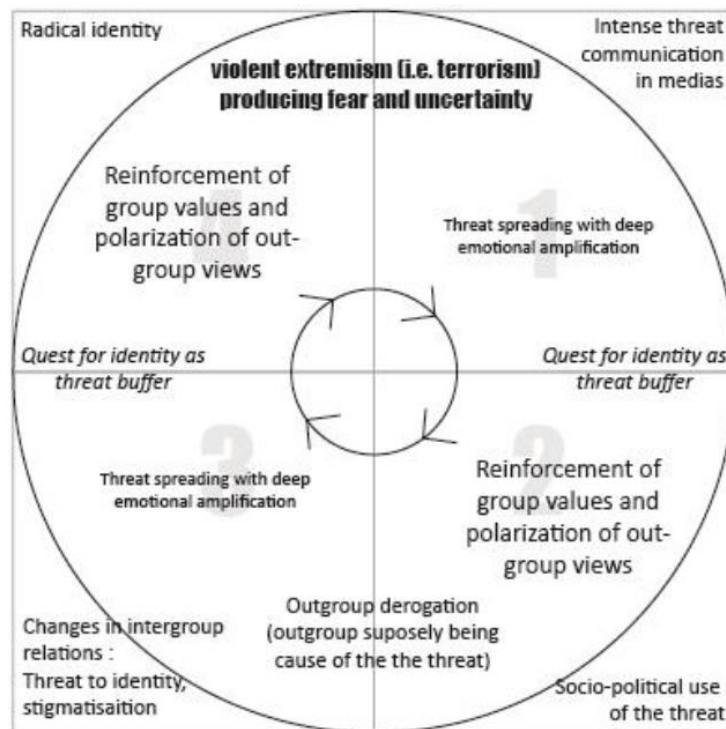 Radical identity
Intense threat
communication
in medias
violent extremism (i.e. terrorism)
producing fear and uncertainty
4
Reinforcement of
group values and
polarization of out-
group views
1
Threat spreading with deep
emotional amplification
Quest for identity as
threat buffer
Quest for identity as
threat buffer
3
Threat spreading with deep
emotional amplification
2
Reinforcement of
group values and
polarization of out-
group views
Outgroup derogation
(outgroup suposely being
cause of the the threat)
Changes in intergroup
relations :
Threat to identity,
stigmatisaition
Socio-political use
of the threat